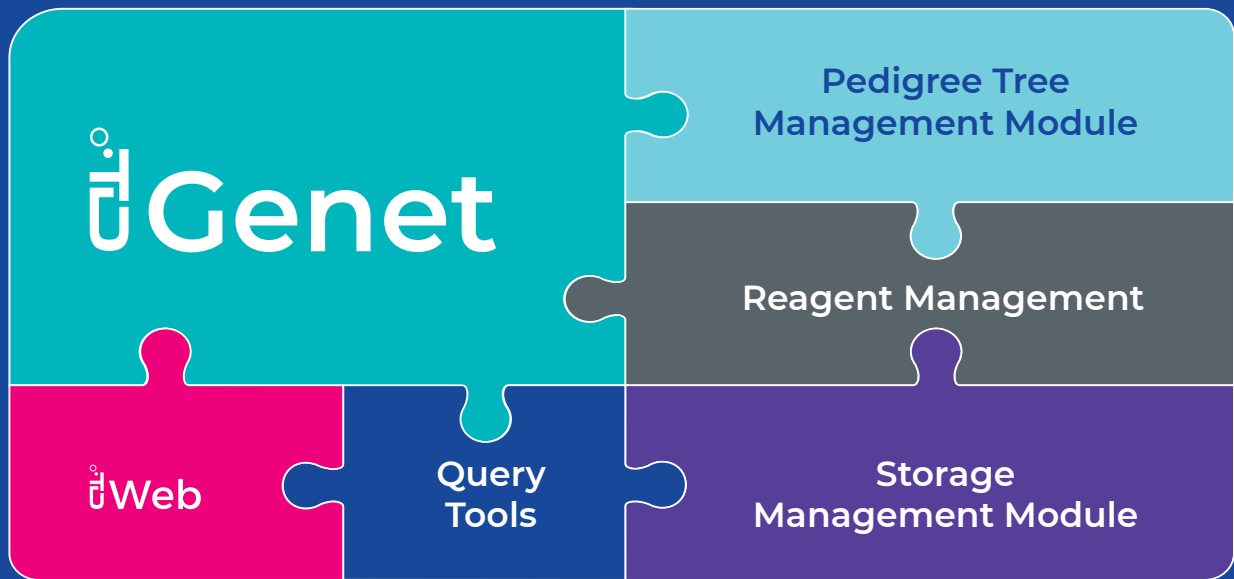 Genet
Pedigree Tree
Management Module
Reagent Management
Web
Query
Tools
Storage
Management Module